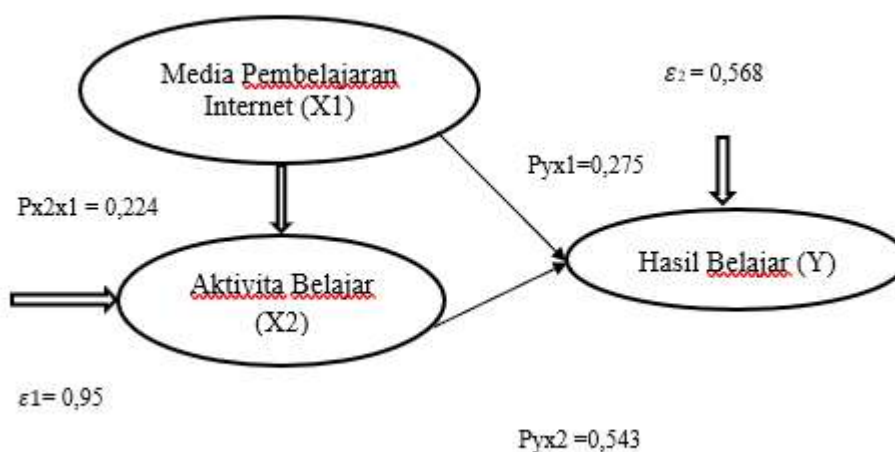 Media Pembelajaran
Internet (X1)
ε₂ = 0,568
Pyx1=0,275
Px2x1 = 0,224
Hasil Belajar (Y)
Aktivita Belajar
(X2)
ε1= 0,95
Pyx2 =0,543